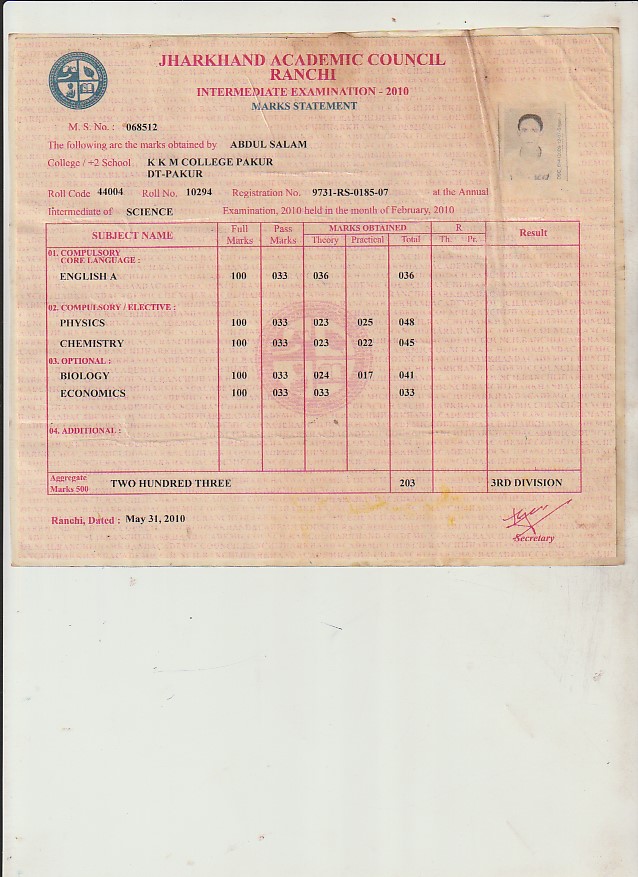 JHARKHAND ACADEMIC COUNCIL
RANCHI
INTERMEDIATE EXAMINATION - 2010
MARKS STATEMENT
M. S. No. : 068512
The following are the marks obtained by ABDUL SALAM
College / +2 School K K M COLLEGE PAKUR
DT-PAKUR
Roll Code 44004 Roll No. 10294 Registration No. 9731-RS-0185-07 at the Annual
Intermediate of SCIENCE Examination, 2010 held in the month of February, 2010
SUBJECT NAME Full Marks Pass Marks MARKS OBTAINED R Result
Theory Practical Total Th. Pr.
01. COMPULSORY
CORE LANGUAGE :
ENGLISH A 100 033 036 036
02. COMPULSORY / ELECTIVE :
PHYSICS 100 033 023 025 048
CHEMISTRY 100 033 023 022 045
03. OPTIONAL :
BIOLOGY 100 033 024 017 041
ECONOMICS 100 033 033 033
04. ADDITIONAL :
Aggregate
Marks 500 TWO HUNDRED THREE 203 3RD DIVISION
Ranchi, Dated : May 31, 2010
Secretary